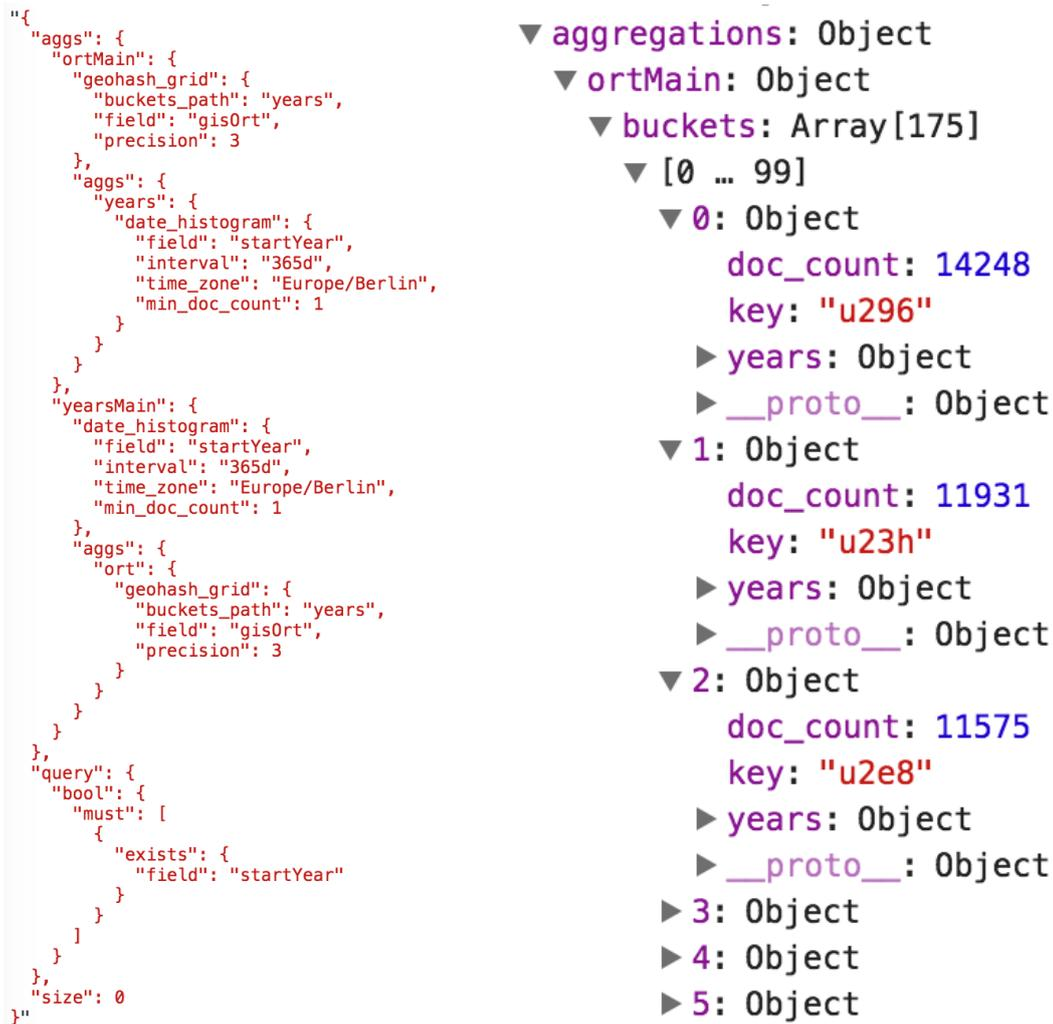 "{
  "aggs": {
    "ortMain": {
      "geohash_grid": {
        "buckets_path": "years",
        "field": "gisOrt",
        "precision": 3
      },
      "aggs": {
        "years": {
          "date_histogram": {
            "field": "startYear",
            "interval": "365d",
            "time_zone": "Europe/Berlin",
            "min_doc_count": 1
          }
        }
      }
    },
    "yearsMain": {
      "date_histogram": {
        "field": "startYear",
        "interval": "365d",
        "time_zone": "Europe/Berlin",
        "min_doc_count": 1
      },
      "aggs": {
        "ort": {
          "geohash_grid": {
            "buckets_path": "years",
            "field": "gisOrt",
            "precision": 3
          }
        }
      }
    }
  },
  "query": {
    "bool": {
      "must": [
        {
          "exists": {
            "field": "startYear"
          }
        }
      ]
    }
  },
  "size": 0
}"
▼ aggregations: Object
▼ ortMain: Object
▼ buckets: Array[175]
▼ [0 … 99]
▼ 0: Object
doc_count: 14248
key: "u296"
▶ years: Object
▶ __proto__: Object
▼ 1: Object
doc_count: 11931
key: "u23h"
▶ years: Object
▶ __proto__: Object
▼ 2: Object
doc_count: 11575
key: "u2e8"
▶ years: Object
▶ __proto__: Object
▶ 3: Object
▶ 4: Object
▶ 5: Object